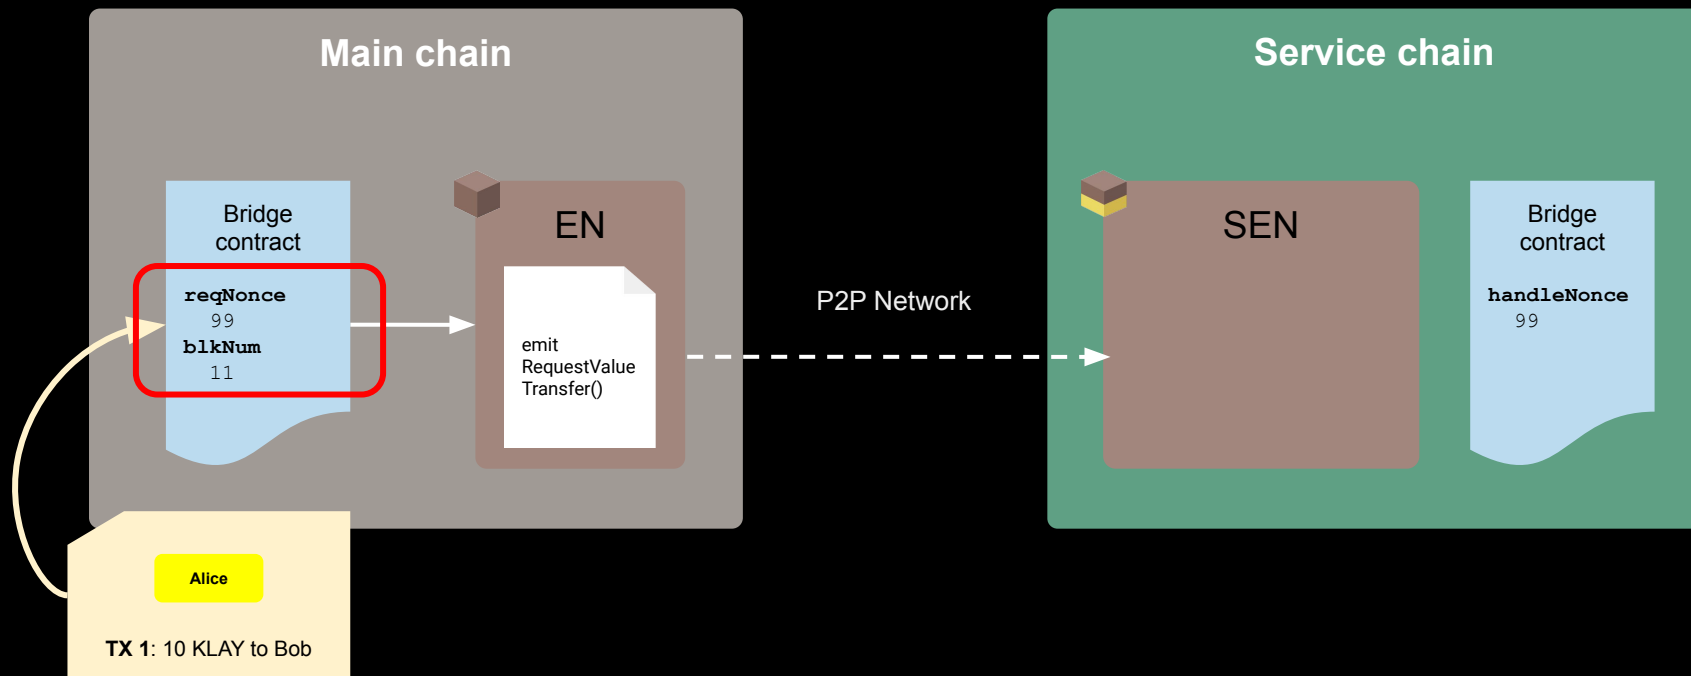 Main chain
Service chain
Bridge
contract
reqNonce
99
blkNum
11
EN
emit
RequestValue
Transfer()
P2P Network
SEN
Bridge
contract
handleNonce
99
Alice
TX 1: 10 KLAY to Bob